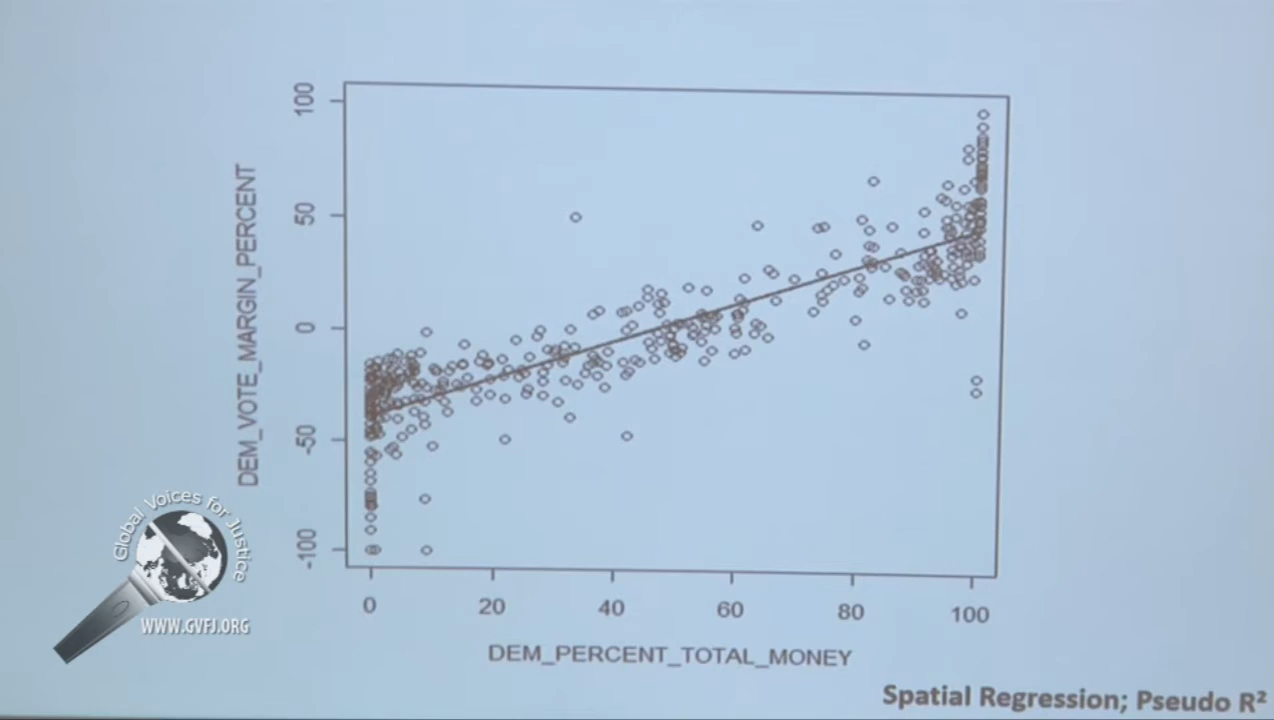 100
50
0
-50
-100
DEM_VOTE_MARGIN_PERCENT
0 20 40 60 80 100
DEM_PERCENT_TOTAL_MONEY
Spatial Regression; Pseudo R²
Global Voices for Justice
WWW.GVFJ.ORG